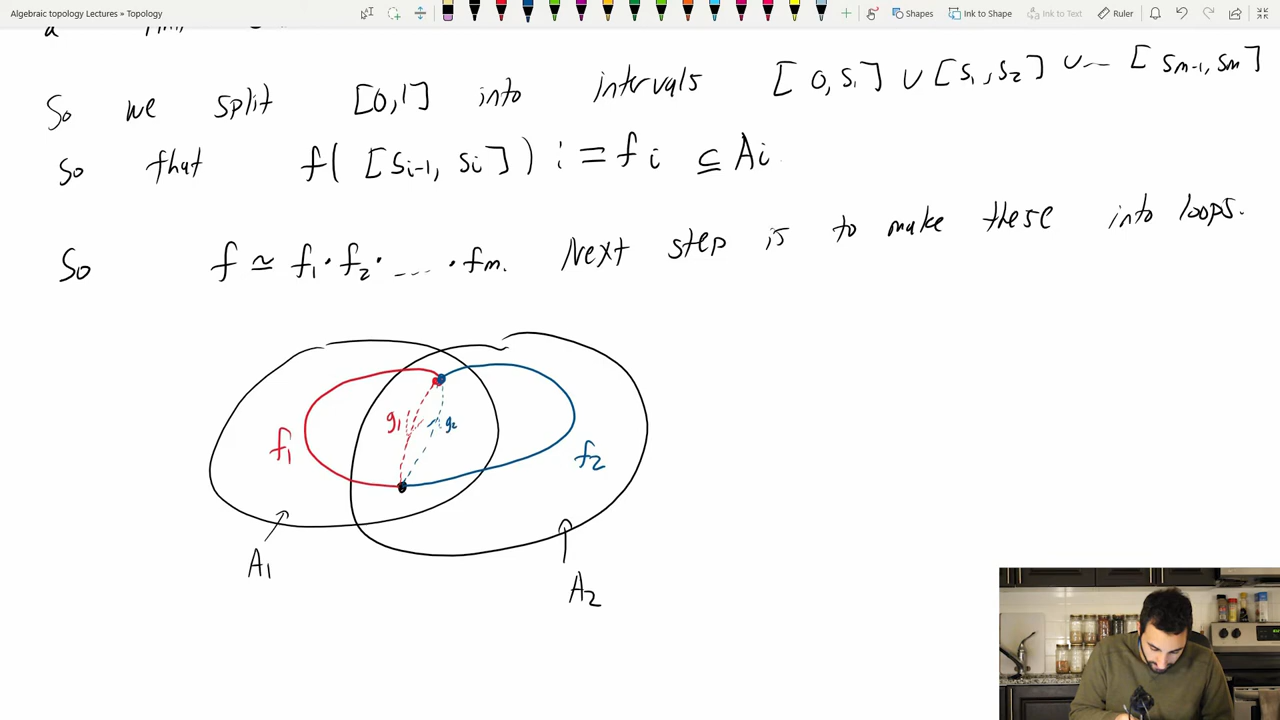 Algebraic topology Lectures » Topology
Shapes
Ink to Shape
Ink to Text
Ruler
So we split [0,1] into intervals [0,s1] ∪ [s1,s2] ∪ ... [sm-1,sm]
So that f([si-1, si]) := fi ⊆ Ai
So f ≃ f1 · f2 · .... · fm. Next step is to make these into loops.
g1 g2
f1
f2
A1
A2